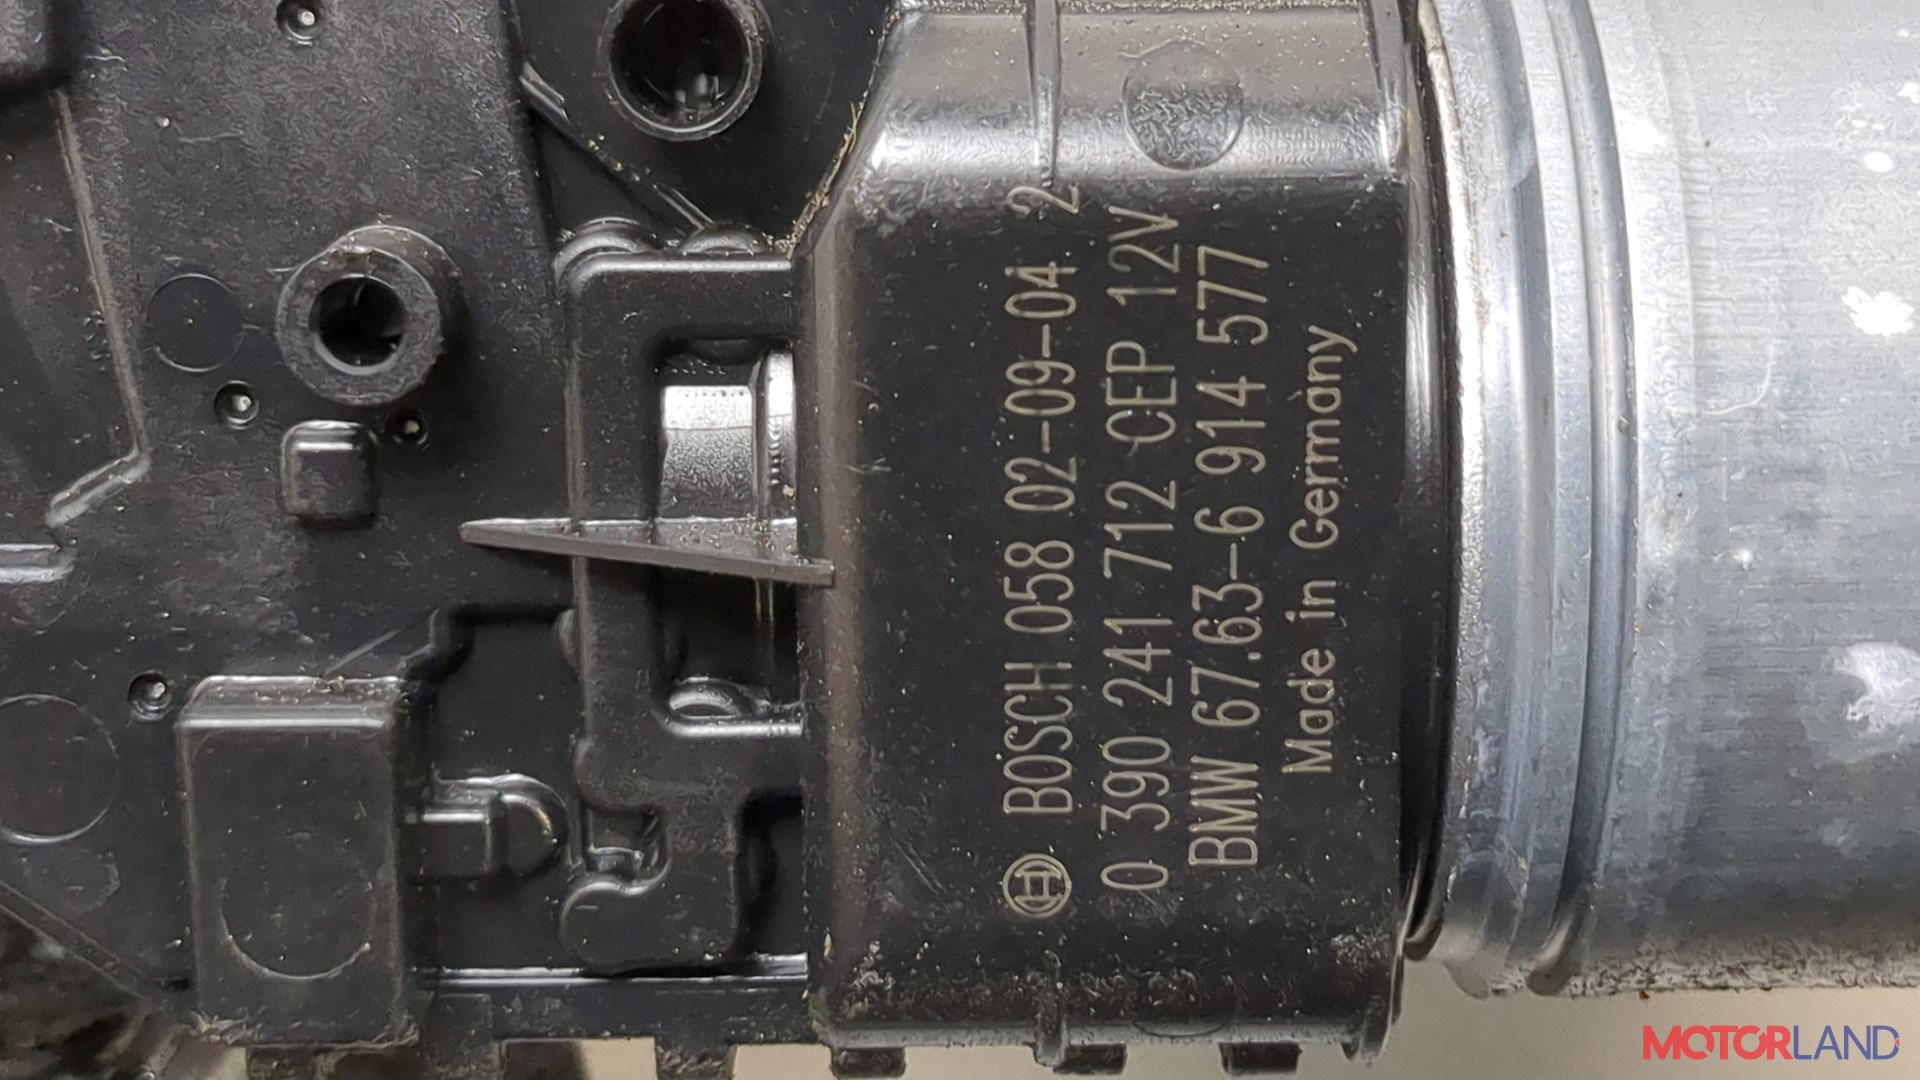 BOSCH 058 02-09-04 2
0 390 241 712 CEP 12V
BMW 67.63-6 914 577
Made in Germany
MOTORLAND